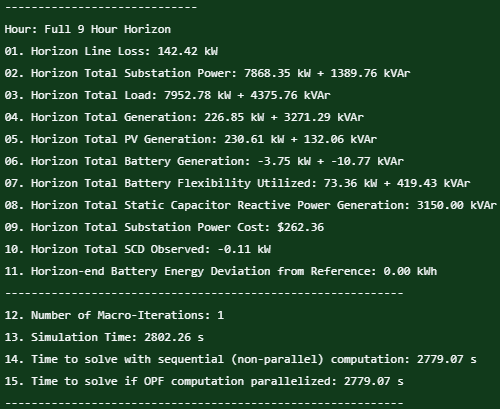 -----------------------------
Hour: Full 9 Hour Horizon
01. Horizon Line Loss: 142.42 kW
02. Horizon Total Substation Power: 7868.35 kW + 1389.76 kVAr
03. Horizon Total Load: 7952.78 kW + 4375.76 kVAr
04. Horizon Total Generation: 226.85 kW + 3271.29 kVAr
05. Horizon Total PV Generation: 230.61 kW + 132.06 kVAr
06. Horizon Total Battery Generation: -3.75 kW + -10.77 kVAr
07. Horizon Total Battery Flexibility Utilized: 73.36 kW + 419.43 kVAr
08. Horizon Total Static Capacitor Reactive Power Generation: 3150.00 kVAr
09. Horizon Total Substation Power Cost: $262.36
10. Horizon Total SCD Observed: -0.11 kW
11. Horizon-end Battery Energy Deviation from Reference: 0.00 kWh
------------------------------------------------------------
12. Number of Macro-Iterations: 1
13. Simulation Time: 2802.26 s
14. Time to solve with sequential (non-parallel) computation: 2779.07 s
15. Time to solve if OPF computation parallelized: 2779.07 s
------------------------------------------------------------